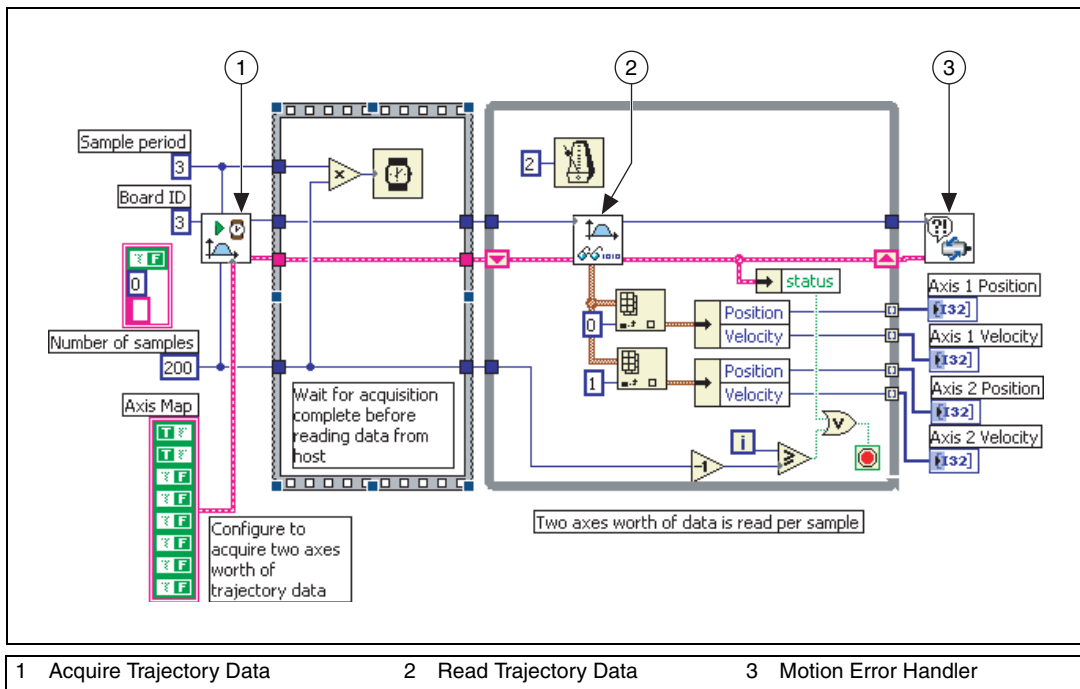 1
2
3
Sample period
3
2
Board ID
3
?!
F
0
1010
status
Axis 1 Position
0
Position
[I32]
Velocity
Axis 1 Velocity
[I32]
Number of samples
200
1
Position
Velocity
Axis 2 Position
[I32]
Axis 2 Velocity
[I32]
Wait for acquisition
complete before
reading data from
host
Axis Map
T
T
F
F
F
F
F
F
x
i
-1
≥
V
Configure to
acquire two axes
worth of
trajectory data
Two axes worth of data is read per sample
1 Acquire Trajectory Data 2 Read Trajectory Data 3 Motion Error Handler